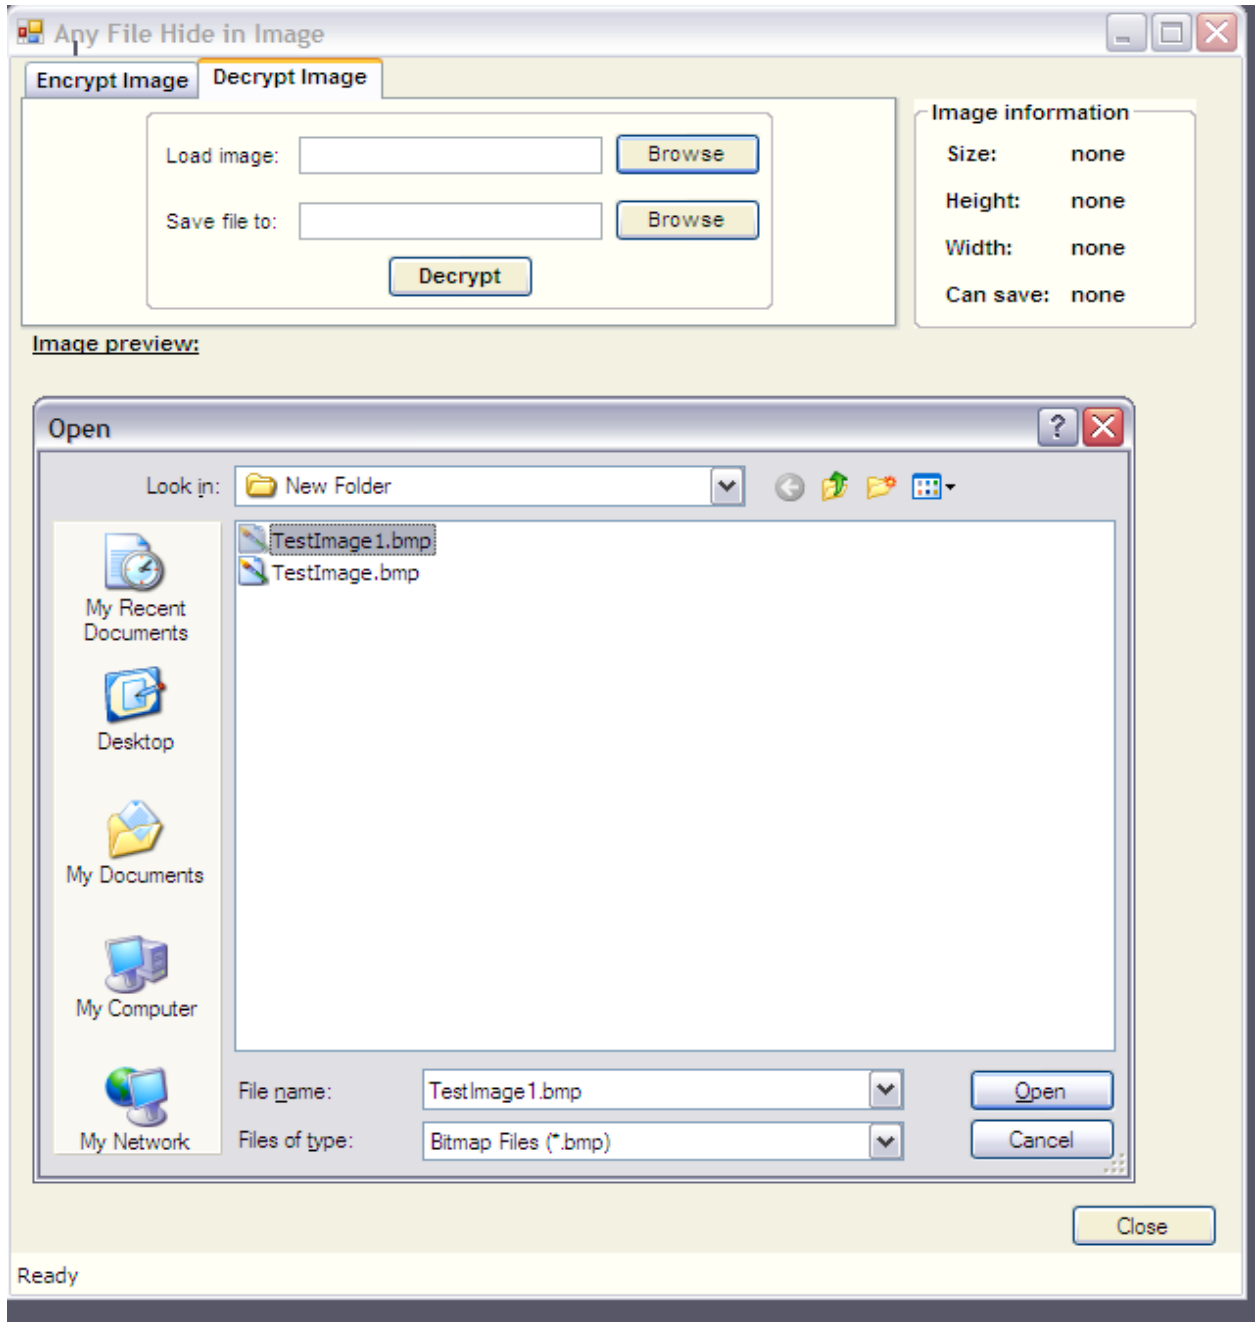 Any File Hide in Image
Encrypt Image Decrypt Image
Load image: Browse
Save file to: Browse
Decrypt
Image information
Size: none
Height: none
Width: none
Can save: none
Image preview:
Open
Look in: New Folder
TestImage1.bmp
TestImage.bmp
My Recent
Documents
Desktop
My Documents
My Computer
My Network
File name: TestImage1.bmp Open
Files of type: Bitmap Files (*.bmp) Cancel
Close
Ready